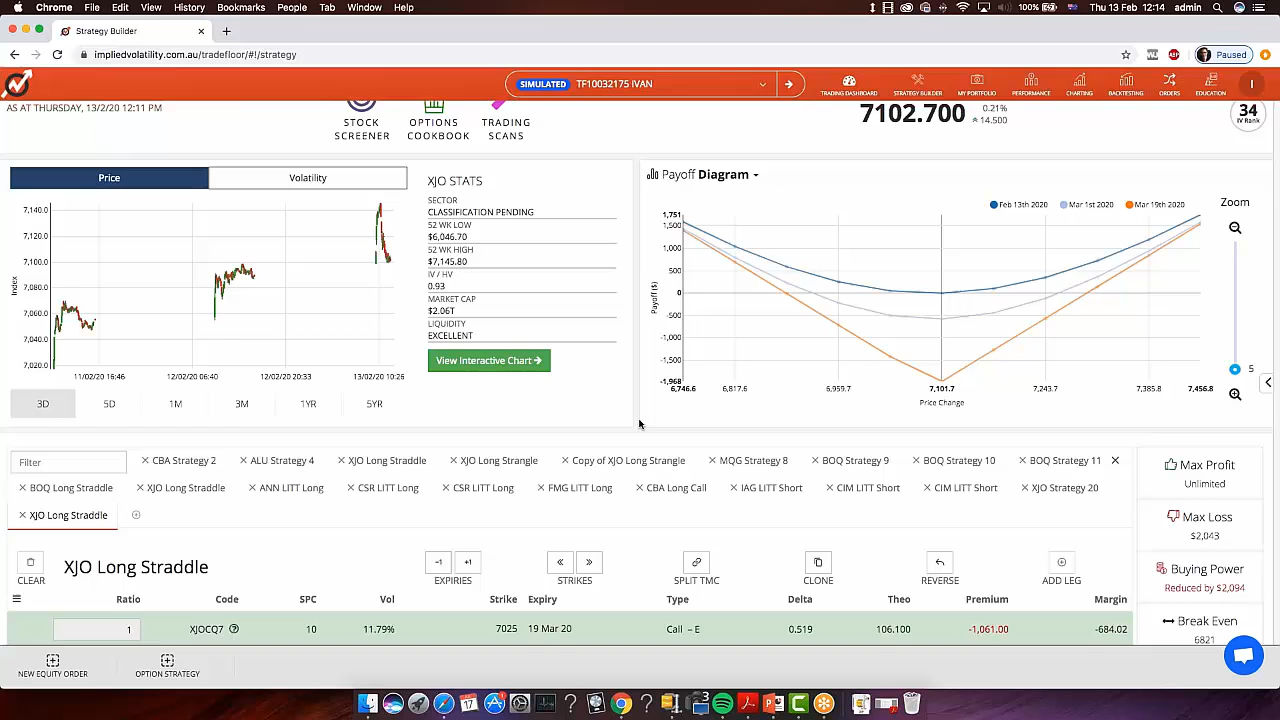 Chrome File Edit View History Bookmarks People Tab Window Help 100% Thu 13 Feb 12:14 admin
Strategy Builder
impliedvolatility.com.au/tradefloor/#!/strategy Paused
SIMULATED TF10032175 IVAN
TRADING DASHBOARD STRATEGY BUILDER MY PORTFOLIO PERFORMANCE CHARTING BACKTESTING ORDERS EDUCATION I
AS AT THURSDAY, 13/2/20 12:11 PM
STOCK SCREENER
OPTIONS COOKBOOK
TRADING SCANS
7102.700
0.21%
14.500
34
IV Rank
Price Volatility
7,140.0
7,120.0
7,100.0
7,080.0
7,060.0
7,040.0
7,020.0
Index
11/02/20 16:46 12/02/20 06:40 12/02/20 20:33 13/02/20 10:26
3D 5D 1M 3M 1YR 5YR
XJO STATS
SECTOR
CLASSIFICATION PENDING
52 WK LOW
$6,046.70
52 WK HIGH
$7,145.80
IV / HV
0.93
MARKET CAP
$2.06T
LIQUIDITY
EXCELLENT
View Interactive Chart
Payoff Diagram
Feb 13th 2020 Mar 1st 2020 Mar 19th 2020
Zoom
5
1,751
1,500
1,000
500
0
-500
-1,000
-1,500
-1,968
Payoff ($)
6,746.6 6,817.6 6,959.7 7,101.7 7,243.7 7,385.8 7,456.8
Price Change
Filter CBA Strategy 2 ALU Strategy 4 XJO Long Straddle XJO Long Strangle Copy of XJO Long Strangle MQG Strategy 8 BOQ Strategy 9 BOQ Strategy 10 BOQ Strategy 11
BOQ Long Straddle XJO Long Straddle ANN LITT Long CSR LITT Long CSR LITT Long FMG LITT Long CBA Long Call IAG LITT Short CIM LITT Short CIM LITT Short XJO Strategy 20
XJO Long Straddle
Max Profit
Unlimited
Max Loss
$2,043
Buying Power
Reduced by $2,094
Break Even
6821
CLEAR XJO Long Straddle -1 +1 EXPIRIES STRIKES SPLIT TMC CLONE REVERSE ADD LEG
Ratio Code SPC Vol Strike Expiry Type Delta Theo Premium Margin
1 XJOCQ7 10 11.79% 7025 19 Mar 20 Call – E 0.519 106.100 -1,061.00 -684.02
NEW EQUITY ORDER OPTION STRATEGY